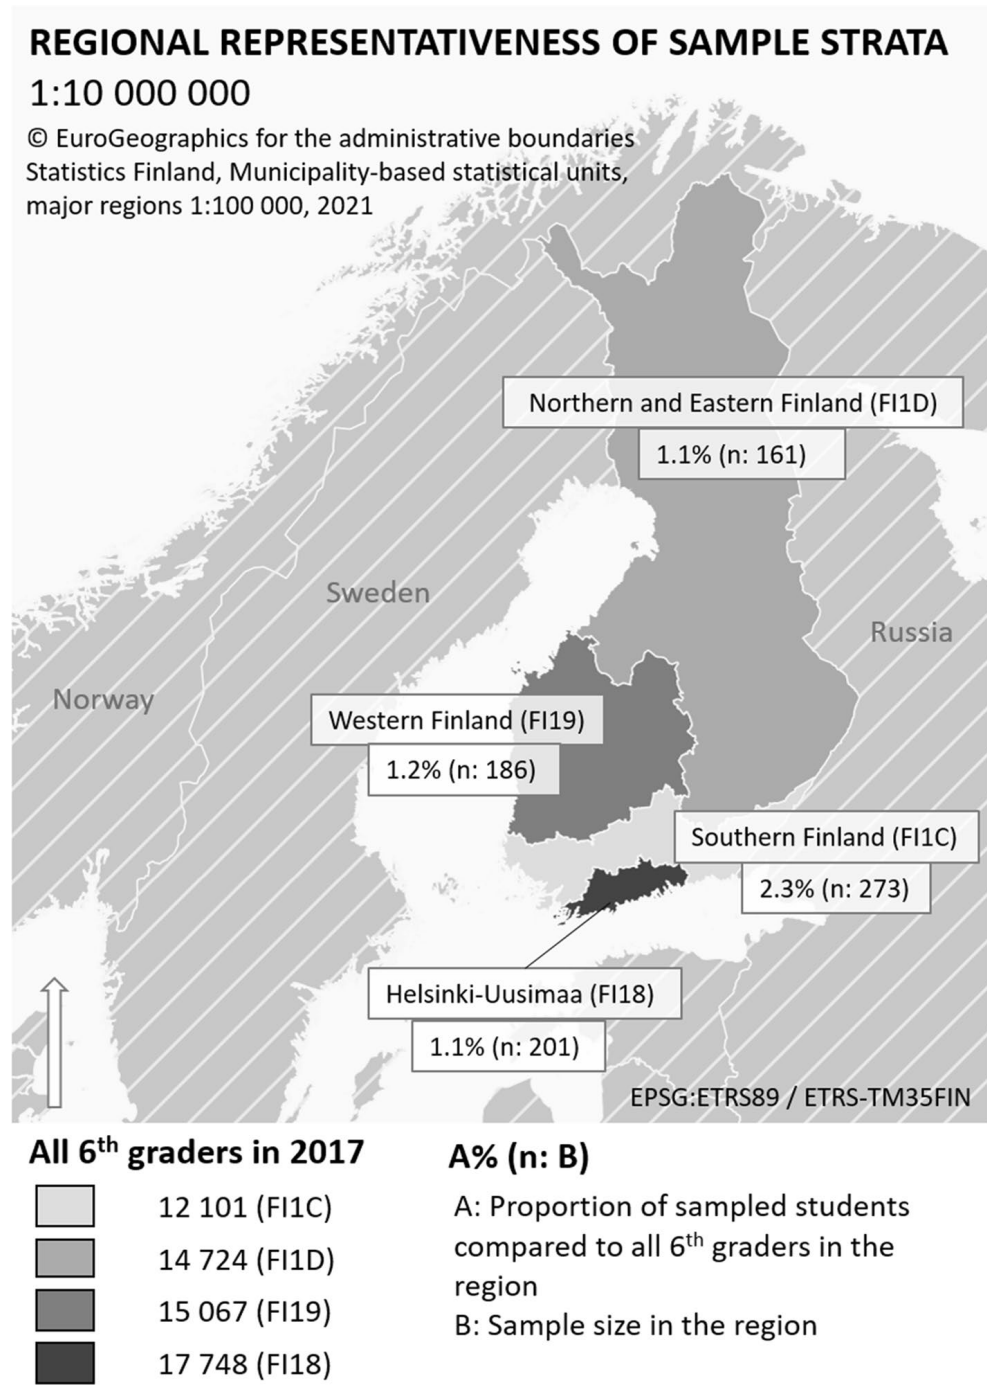 REGIONAL REPRESENTATIVENESS OF SAMPLE STRATA
1:10 000 000
© EuroGeographics for the administrative boundaries
Statistics Finland, Municipality-based statistical units,
major regions 1:100 000, 2021
Northern and Eastern Finland (FI1D)
1.1% (n: 161)
Sweden
Russia
Norway
Western Finland (FI19)
1.2% (n: 186)
Southern Finland (FI1C)
2.3% (n: 273)
Helsinki-Uusimaa (FI18)
1.1% (n: 201)
EPSG:ETRS89 / ETRS-TM35FIN
All 6th graders in 2017
12 101 (FI1C)
14 724 (FI1D)
15 067 (FI19)
17 748 (FI18)
A% (n: B)
A: Proportion of sampled students
compared to all 6th graders in the
region
B: Sample size in the region